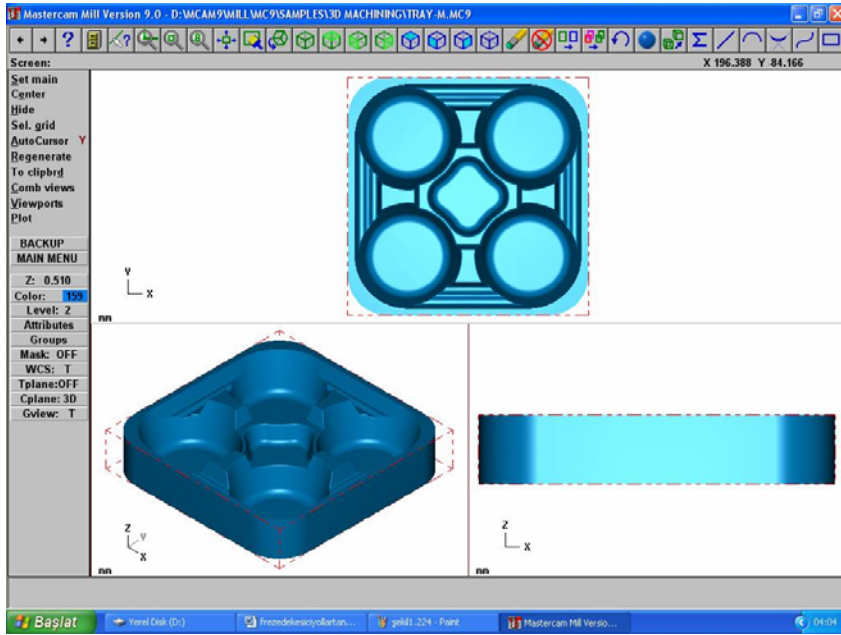 Mastercam Mill Version 9.0 - D:\MCAM9\MILL\MC9\SAMPLES\3D MACHINING\TRAY-M.MC9
Screen:
X 196.388 Y -84.166
Set main
Center
Hide
Sel. grid
AutoCursor Y
Regenerate
To clipbrd
Comb views
Viewports
Plot
BACKUP
MAIN MENU
Z: 0.510
Color: 159
Level: 2
Attributes
Groups
Mask: OFF
WCS: T
Tplane:OFF
Cplane: 3D
Gview: T
Y
X
Z
Y
X
Z
X
Başlat
Yerel Disk (D:)
frezedekesiciyollartan...
şekil1.224 - Paint
Mastercam Mill Versio...
04:04